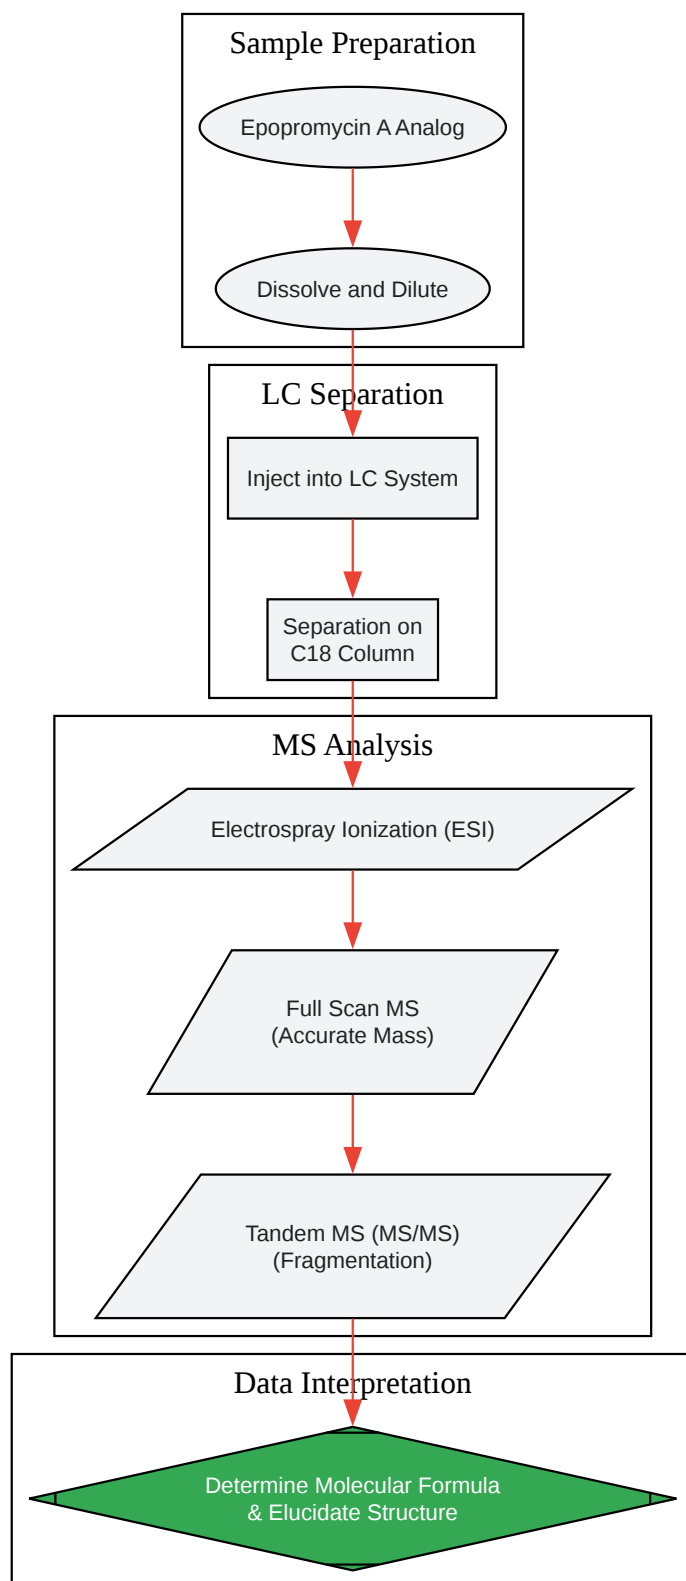 Sample Preparation
Epopromycin A Analog
Dissolve and Dilute
LC Separation
Inject into LC System
Separation on
C18 Column
MS Analysis
Electrospray Ionization (ESI)
Full Scan MS
(Accurate Mass)
Tandem MS (MS/MS)
(Fragmentation)
Data Interpretation
Determine Molecular Formula
& Elucidate Structure